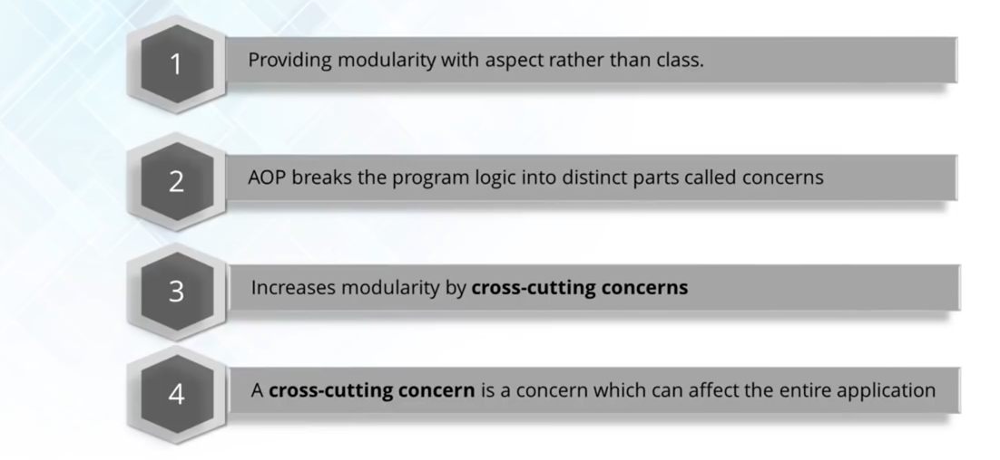 1
Providing modularity with aspect rather than class.
2
AOP breaks the program logic into distinct parts called concerns
3
Increases modularity by cross-cutting concerns
4
A cross-cutting concern is a concern which can affect the entire application